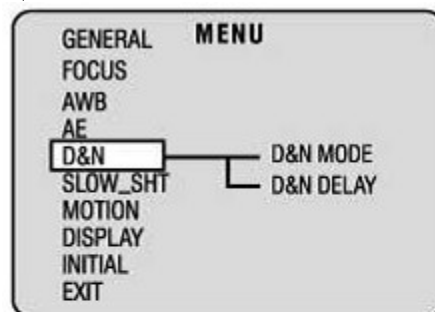 MENU
GENERAL
FOCUS
AWB
AE
D&N
D&N MODE
D&N DELAY
SLOW_SHT
MOTION
DISPLAY
INITIAL
EXIT